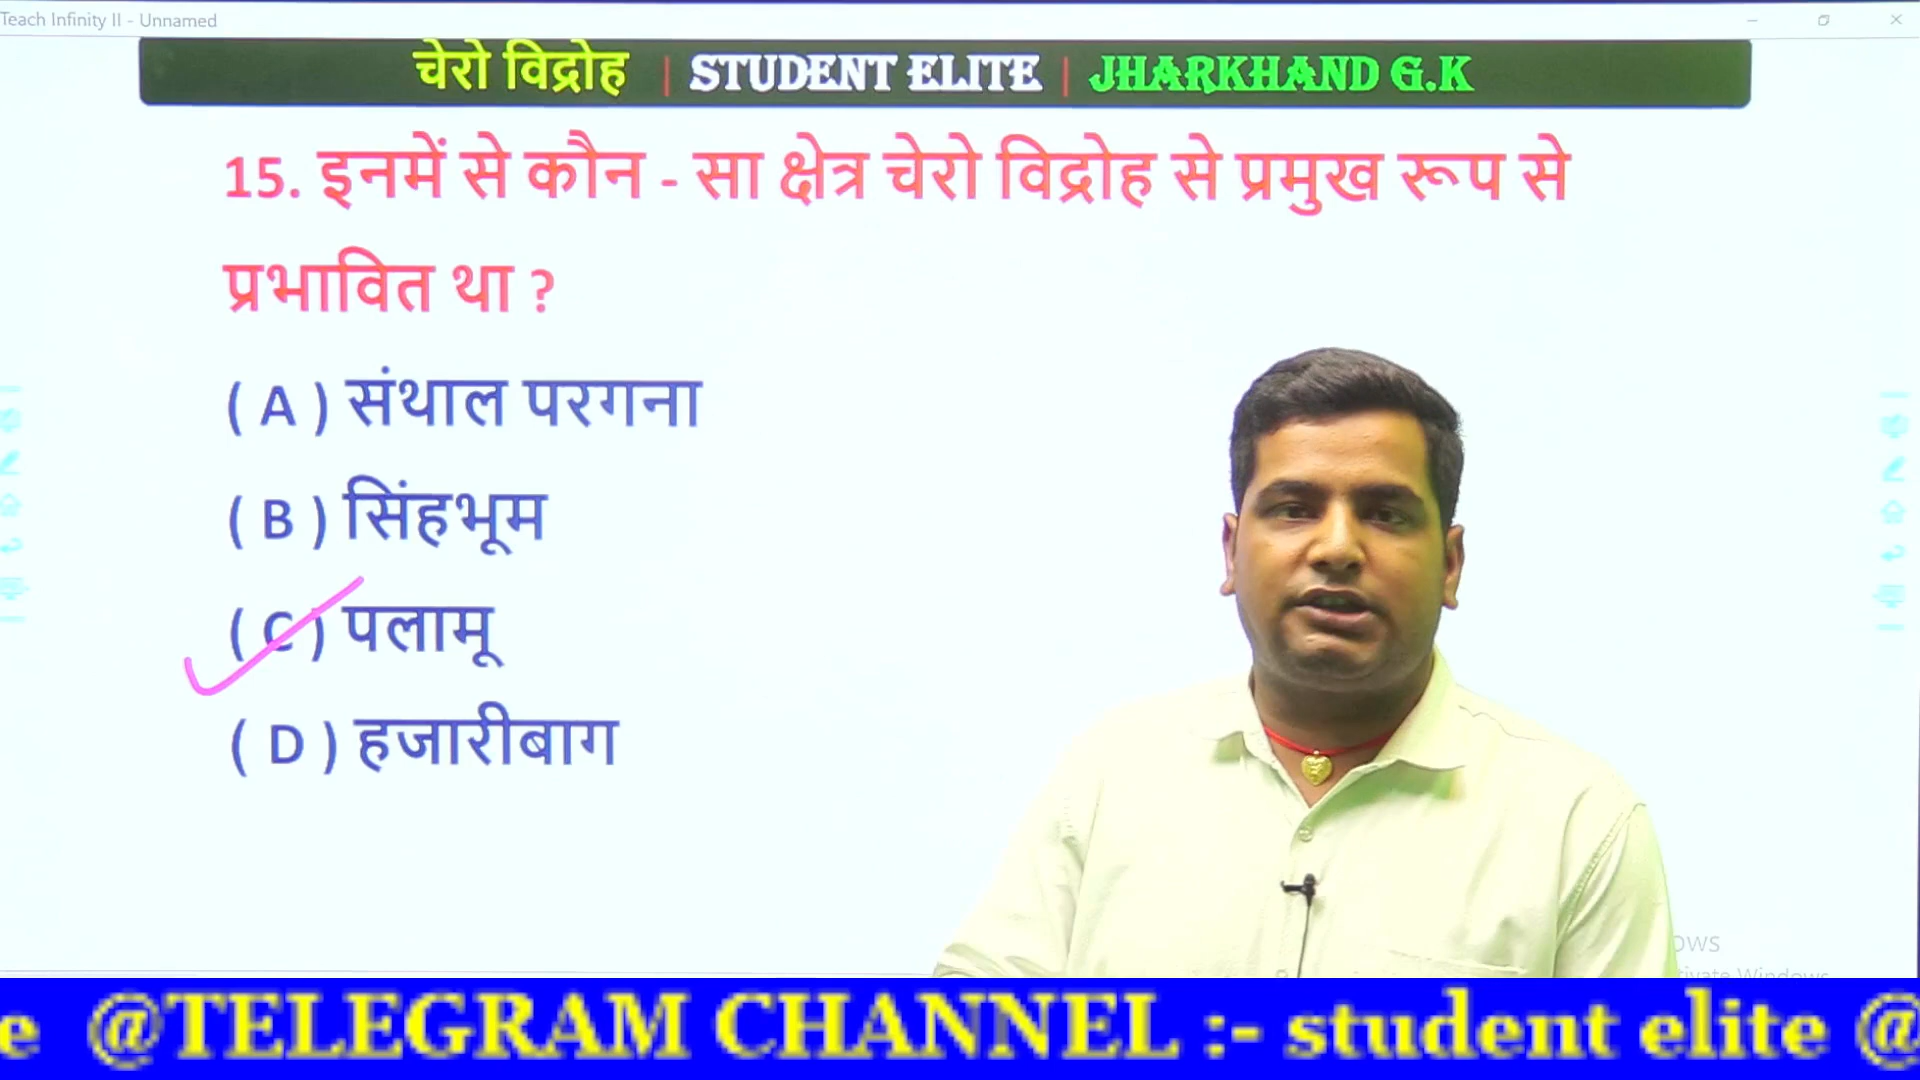 Teach Infinity II - Unnamed
चेरो विद्रोह | STUDENT ELITE | JHARKHAND G.K
15. इनमें से कौन - सा क्षेत्र चेरो विद्रोह से प्रमुख रूप से
प्रभावित था ?
( A ) संथाल परगना
( B ) सिंहभूम
( C ) पलामू
( D ) हजारीबाग
Windows
@TELEGRAM CHANNEL :- student elite @